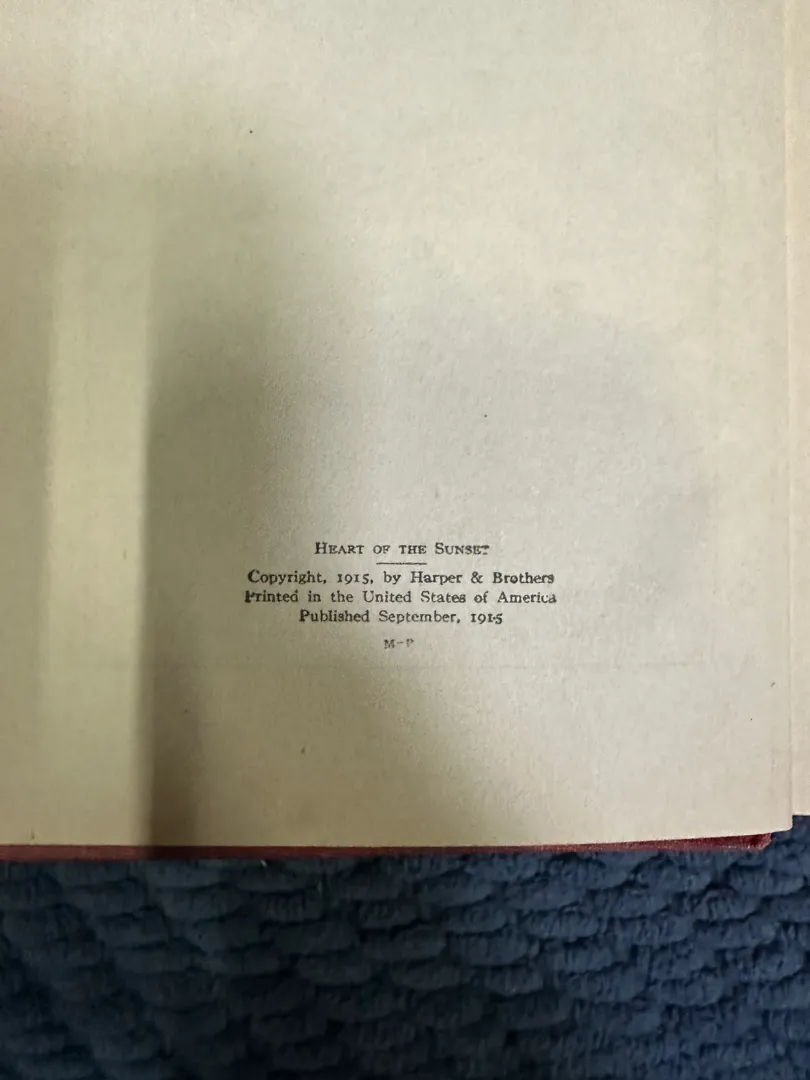 HEART OF THE SUNSET
Copyright, 1915, by Harper & Brothers
Printed in the United States of America
Published September, 1915
M-P